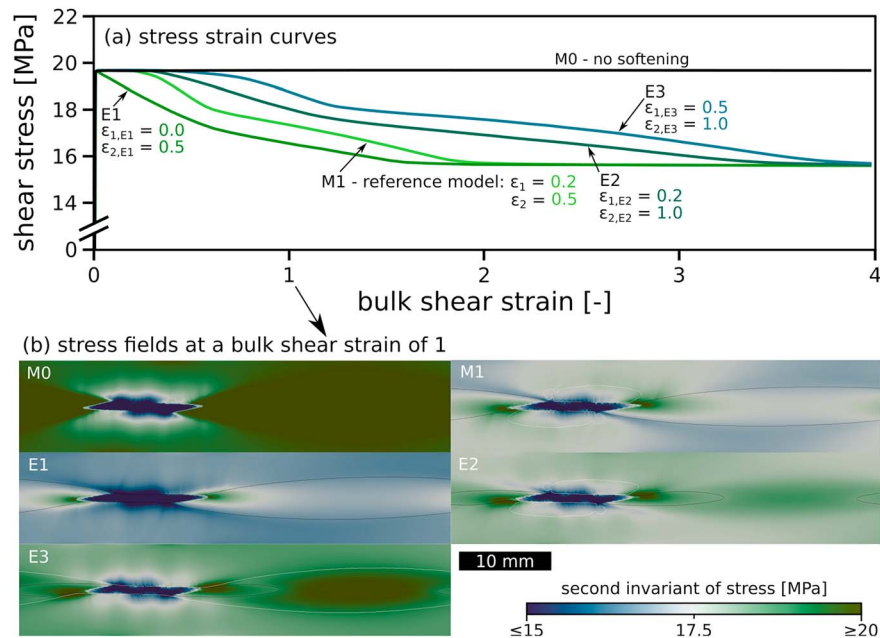 22
(a) stress strain curves
20
M0 - no softening
18
E1
ε1,E1 = 0.0
ε2,E1 = 0.5
E3
ε1,E3 = 0.5
ε2,E3 = 1.0
16
M1 - reference model: ε1 = 0.2
ε2 = 0.5
E2
ε1,E2 = 0.2
ε2,E2 = 1.0
14
0
shear stress [MPa]
0 1 2 3 4
bulk shear strain [-]
(b) stress fields at a bulk shear strain of 1
M0
M1
E1
E2
E3
10 mm
second invariant of stress [MPa]
≤15 17.5 ≥20